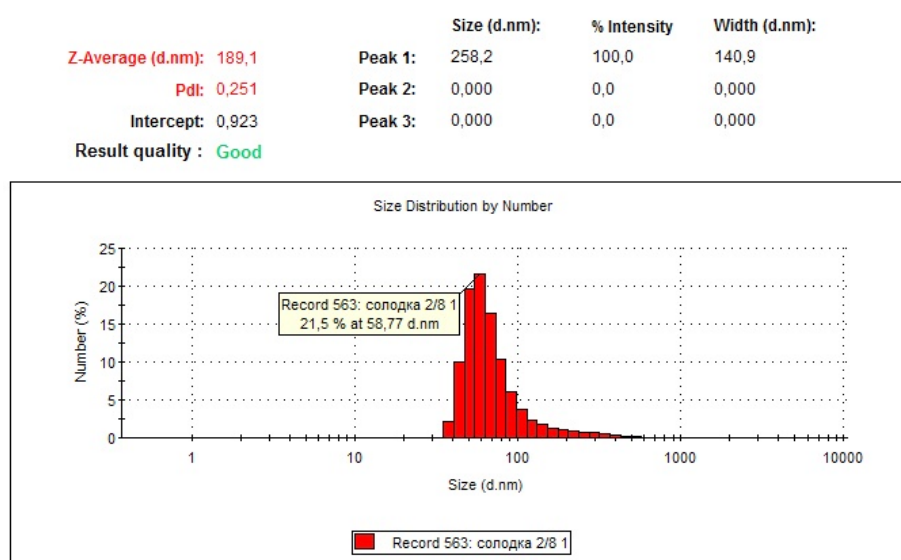 Size (d.nm): % Intensity Width (d.nm):
Z-Average (d.nm): 189,1 Peak 1: 258,2 100,0 140,9
PdI: 0,251 Peak 2: 0,000 0,0 0,000
Intercept: 0,923 Peak 3: 0,000 0,0 0,000
Result quality : Good
Size Distribution by Number
25
20
15
10
5
0
Number (%)
Record 563: солодка 2/8 1
21,5 % at 58,77 d.nm
1 10 100 1000 10000
Size (d.nm)
Record 563: солодка 2/8 1